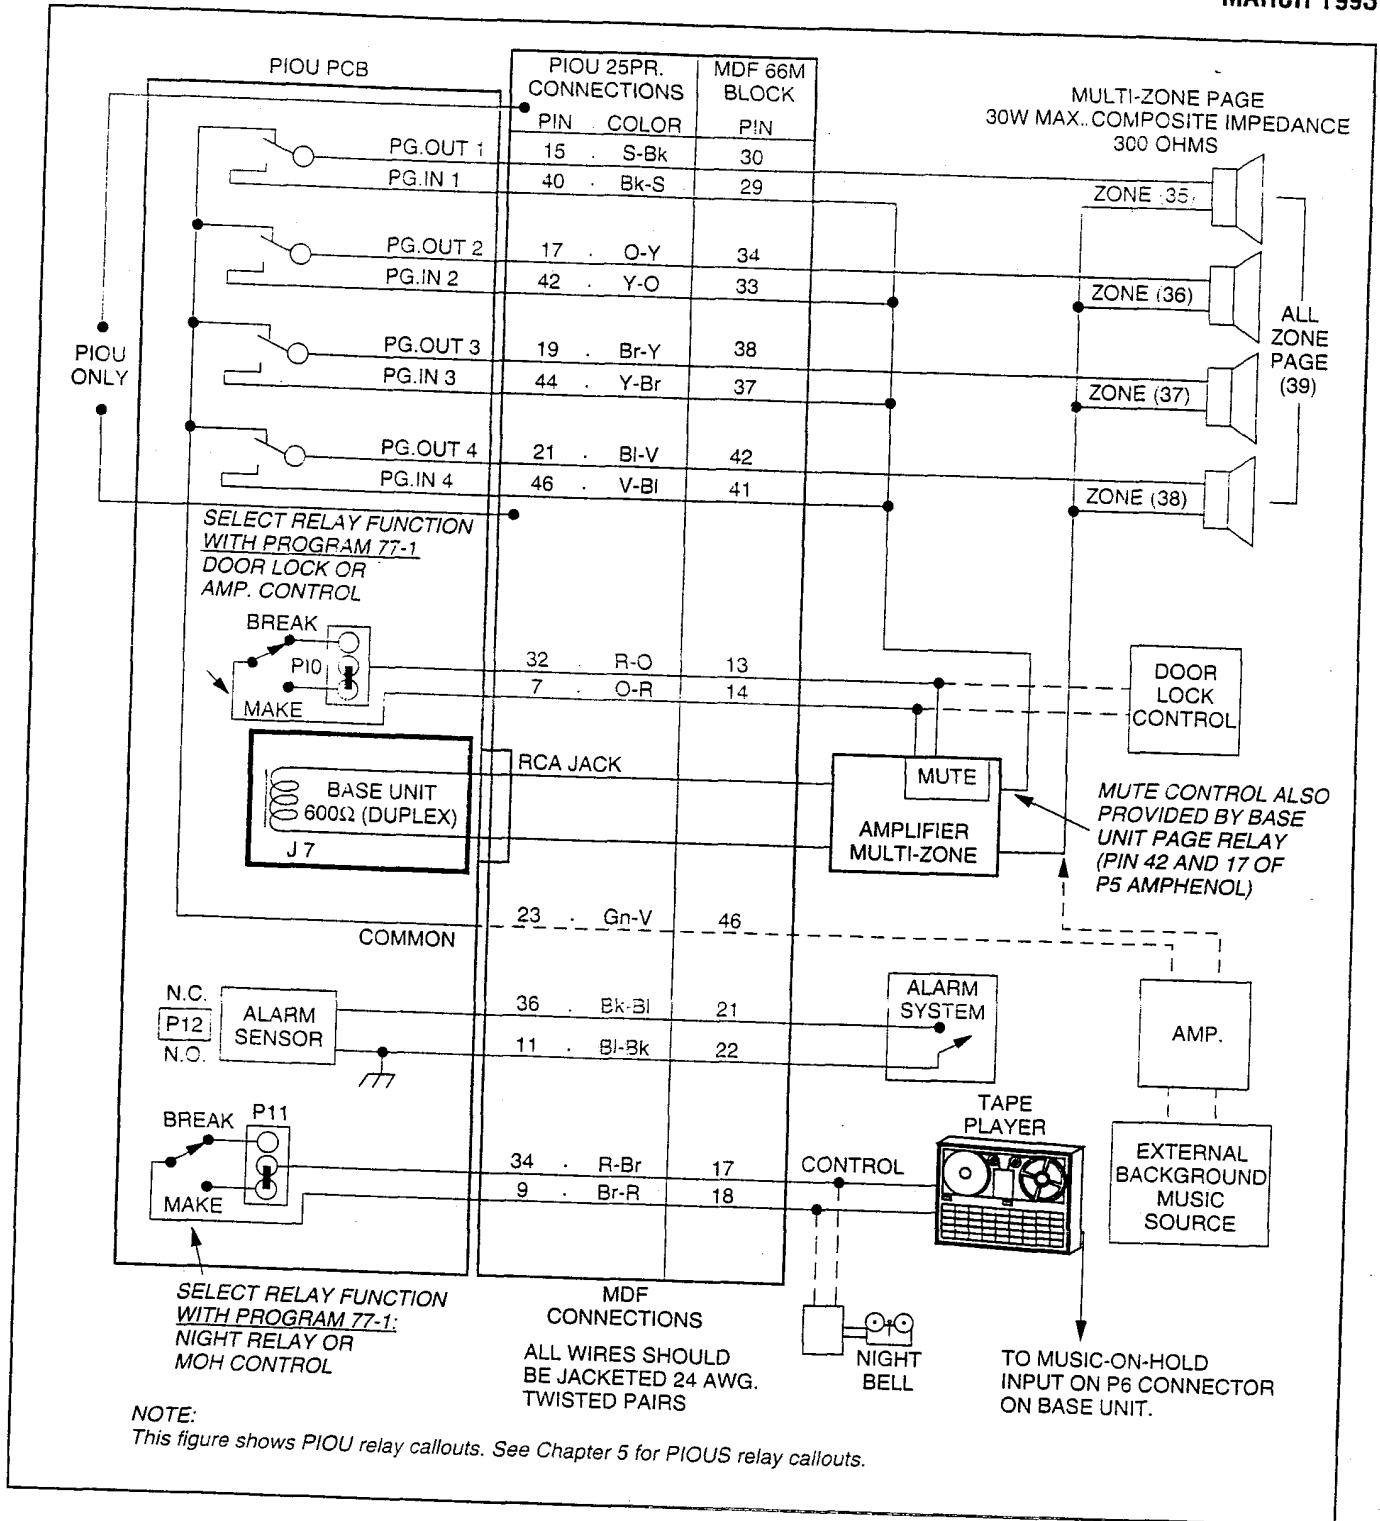 MARCH 1993
PIOU PCB
PIOU 25PR.
CONNECTIONS
MDF 66M
BLOCK
PIN COLOR PIN
MULTI-ZONE PAGE
30W MAX..COMPOSITE IMPEDANCE
300 OHMS
PG.OUT 1 15 . S-Bk 30
PG.IN 1 40 . Bk-S 29
ZONE (35)
PG.OUT 2 17 . O-Y 34
PG.IN 2 42 . Y-O 33
ZONE (36)
PG.OUT 3 19 . Br-Y 38
PG.IN 3 44 . Y-Br 37
ZONE (37)
PG.OUT 4 21 . Bl-V 42
PG.IN 4 46 . V-Bl 41
ZONE (38)
ALL
ZONE
PAGE
(39)
PIOU
ONLY
SELECT RELAY FUNCTION
WITH PROGRAM 77-1
DOOR LOCK OR
AMP. CONTROL
BREAK
P10
MAKE
32 . R-O 13
7 . O-R 14
DOOR
LOCK
CONTROL
RCA JACK
BASE UNIT
600Ω (DUPLEX)
J7
MUTE
AMPLIFIER
MULTI-ZONE
MUTE CONTROL ALSO
PROVIDED BY BASE
UNIT PAGE RELAY
(PIN 42 AND 17 OF
P5 AMPHENOL)
COMMON
23 . Gn-V 46
N.C.
P12
N.O.
ALARM
SENSOR
36 . Bk-Bl 21
11 . Bl-Bk 22
ALARM
SYSTEM
AMP.
EXTERNAL
BACKGROUND
MUSIC
SOURCE
TAPE
PLAYER
BREAK
P11
MAKE
34 . R-Br 17
9 . Br-R 18
CONTROL
SELECT RELAY FUNCTION
WITH PROGRAM 77-1:
NIGHT RELAY OR
MOH CONTROL
MDF
CONNECTIONS
ALL WIRES SHOULD
BE JACKETED 24 AWG.
TWISTED PAIRS
NIGHT
BELL
TO MUSIC-ON-HOLD
INPUT ON P6 CONNECTOR
ON BASE UNIT.
NOTE:
This figure shows PIOU relay callouts. See Chapter 5 for PIOUS relay callouts.